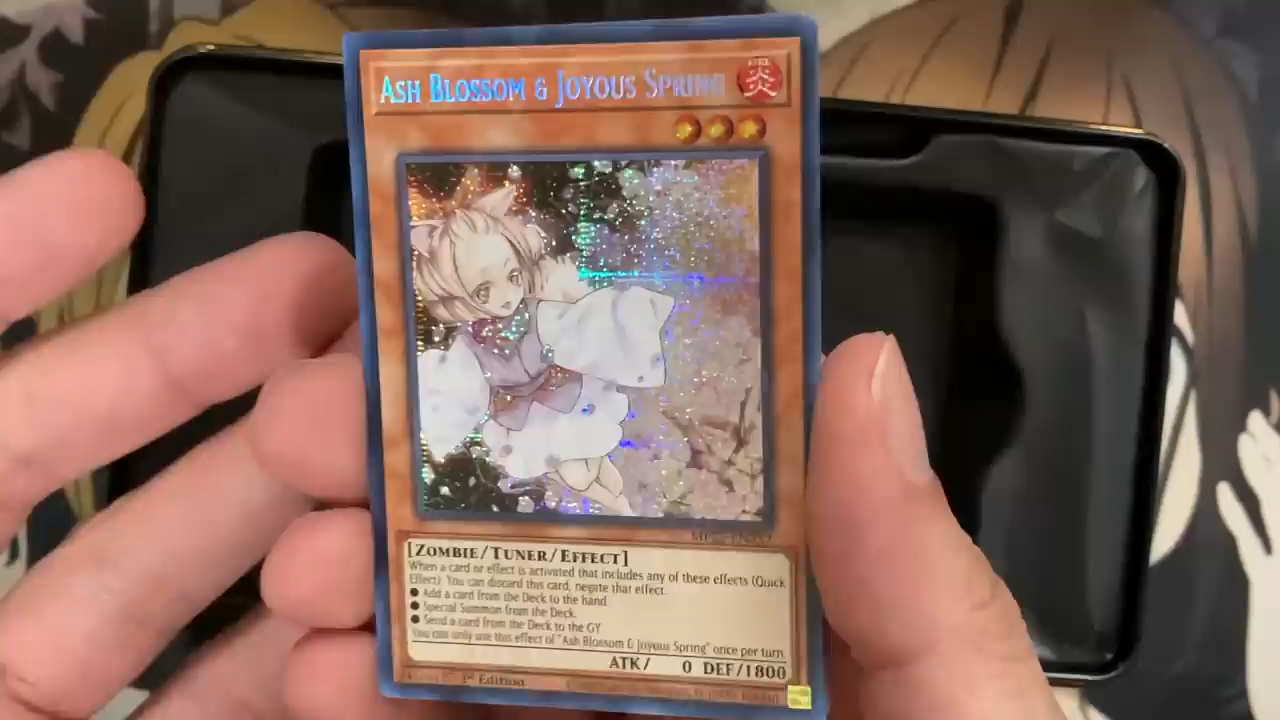 ASH BLOSSOM & JOYOUS SPRING
炎
[ZOMBIE/TUNER/EFFECT]
When a card or effect is activated that includes any of these effects (Quick
Effect): You can discard this card; negate that effect.
● Add a card from the Deck to the hand.
● Special Summon from the Deck.
● Send a card from the Deck to the GY.
You can only use this effect of "Ash Blossom & Joyous Spring" once per turn.
ATK/ 0 DEF/1800
1st Edition